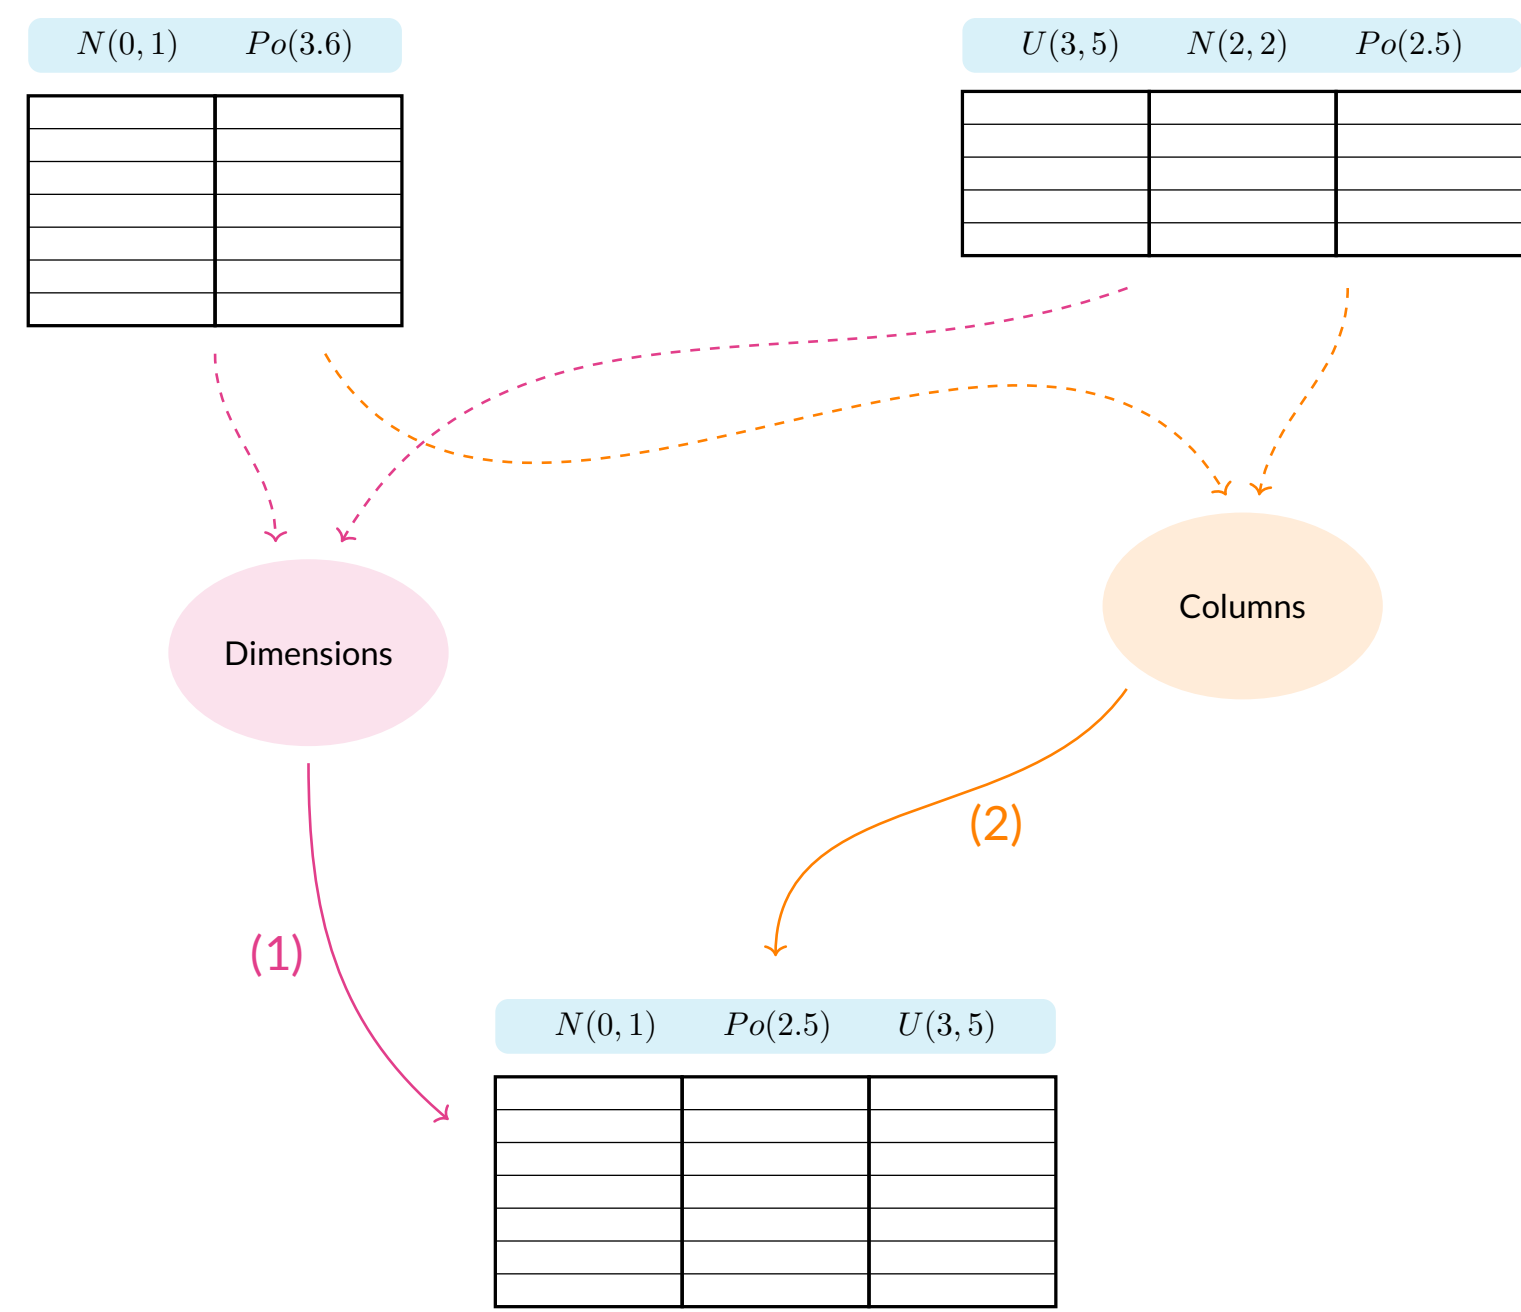 N(0, 1) Po(3.6)
U(3, 5) N(2, 2) Po(2.5)
Columns
Dimensions
(2)
(1)
N(0, 1) Po(2.5) U(3, 5)